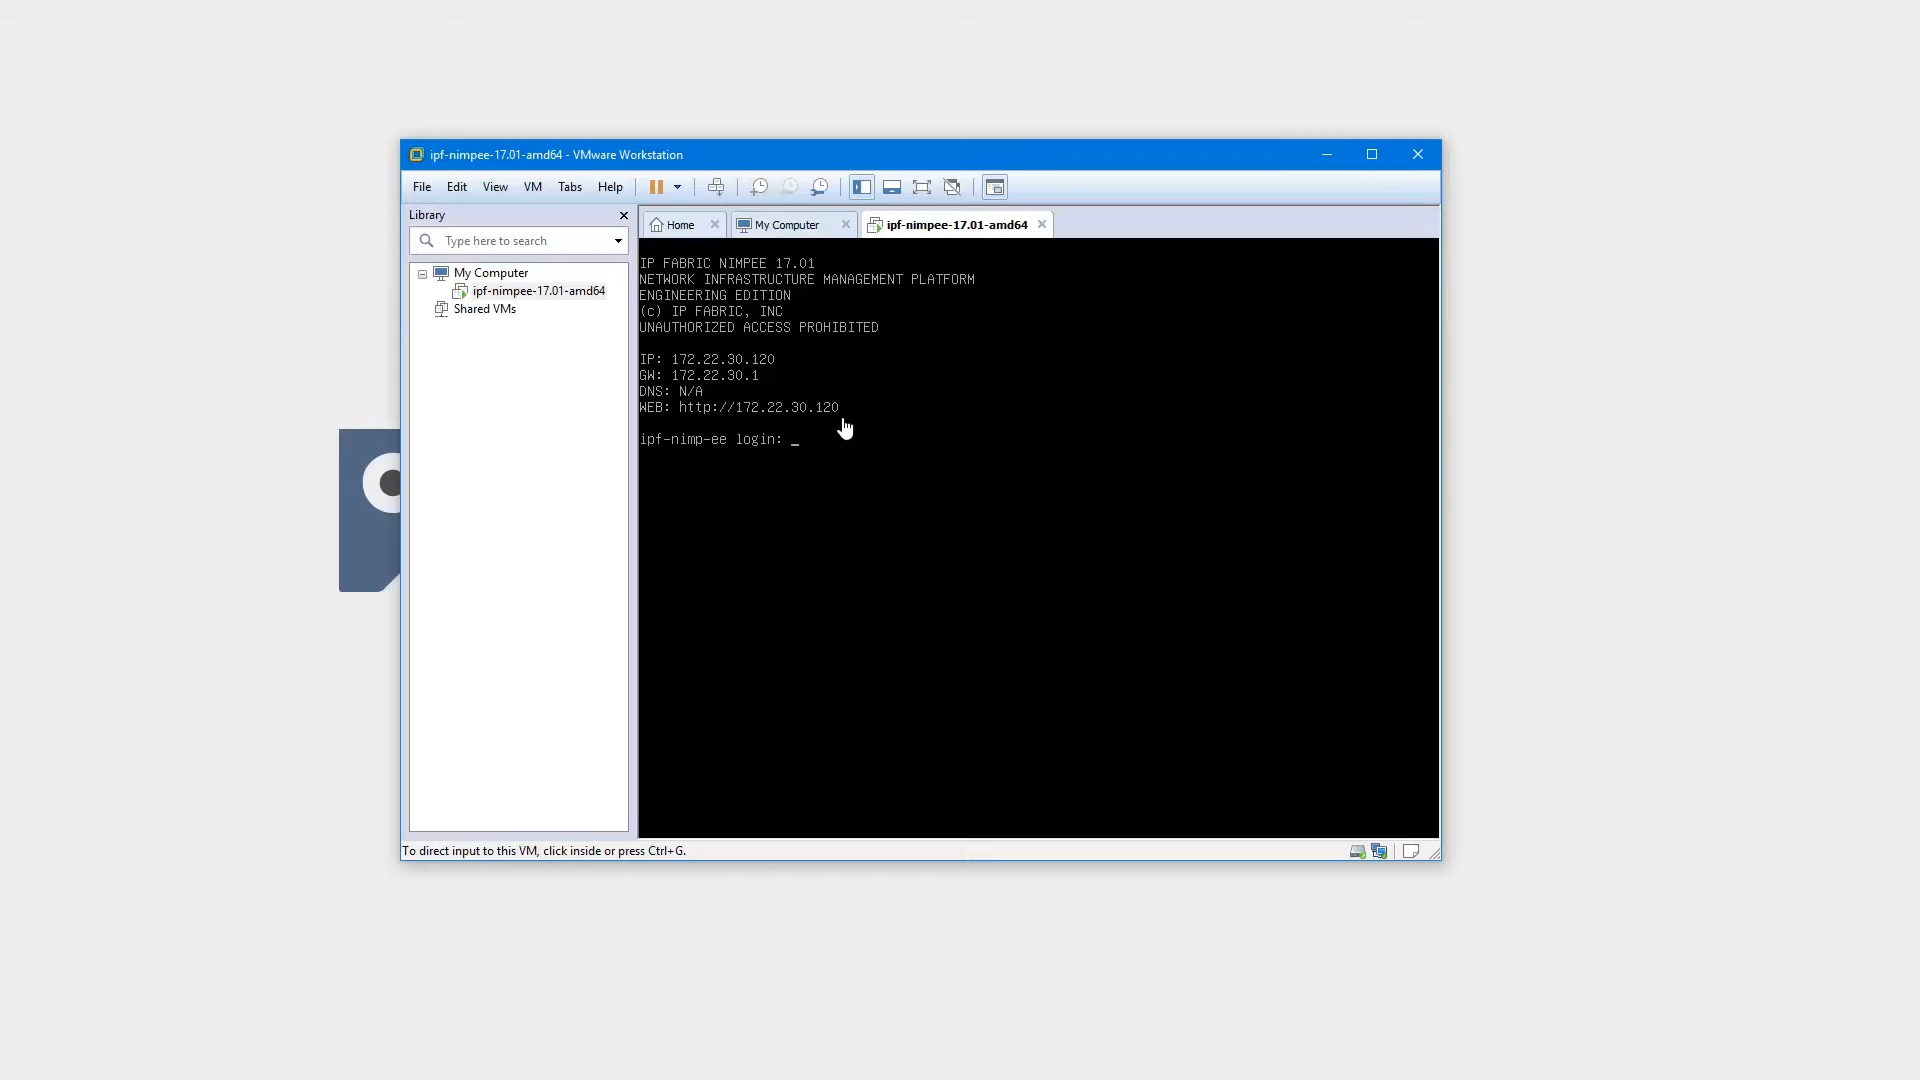 ipf-nimpee-17.01-amd64 - VMware Workstation
File Edit View VM Tabs Help
Library
Type here to search
My Computer
ipf-nimpee-17.01-amd64
Shared VMs
Home My Computer ipf-nimpee-17.01-amd64
IP FABRIC NIMPEE 17.01
NETWORK INFRASTRUCTURE MANAGEMENT PLATFORM
ENGINEERING EDITION
(c) IP FABRIC, INC
UNAUTHORIZED ACCESS PROHIBITED
IP: 172.22.30.120
GW: 172.22.30.1
DNS: N/A
WEB: http://172.22.30.120
ipf-nimp-ee login: _
To direct input to this VM, click inside or press Ctrl+G.